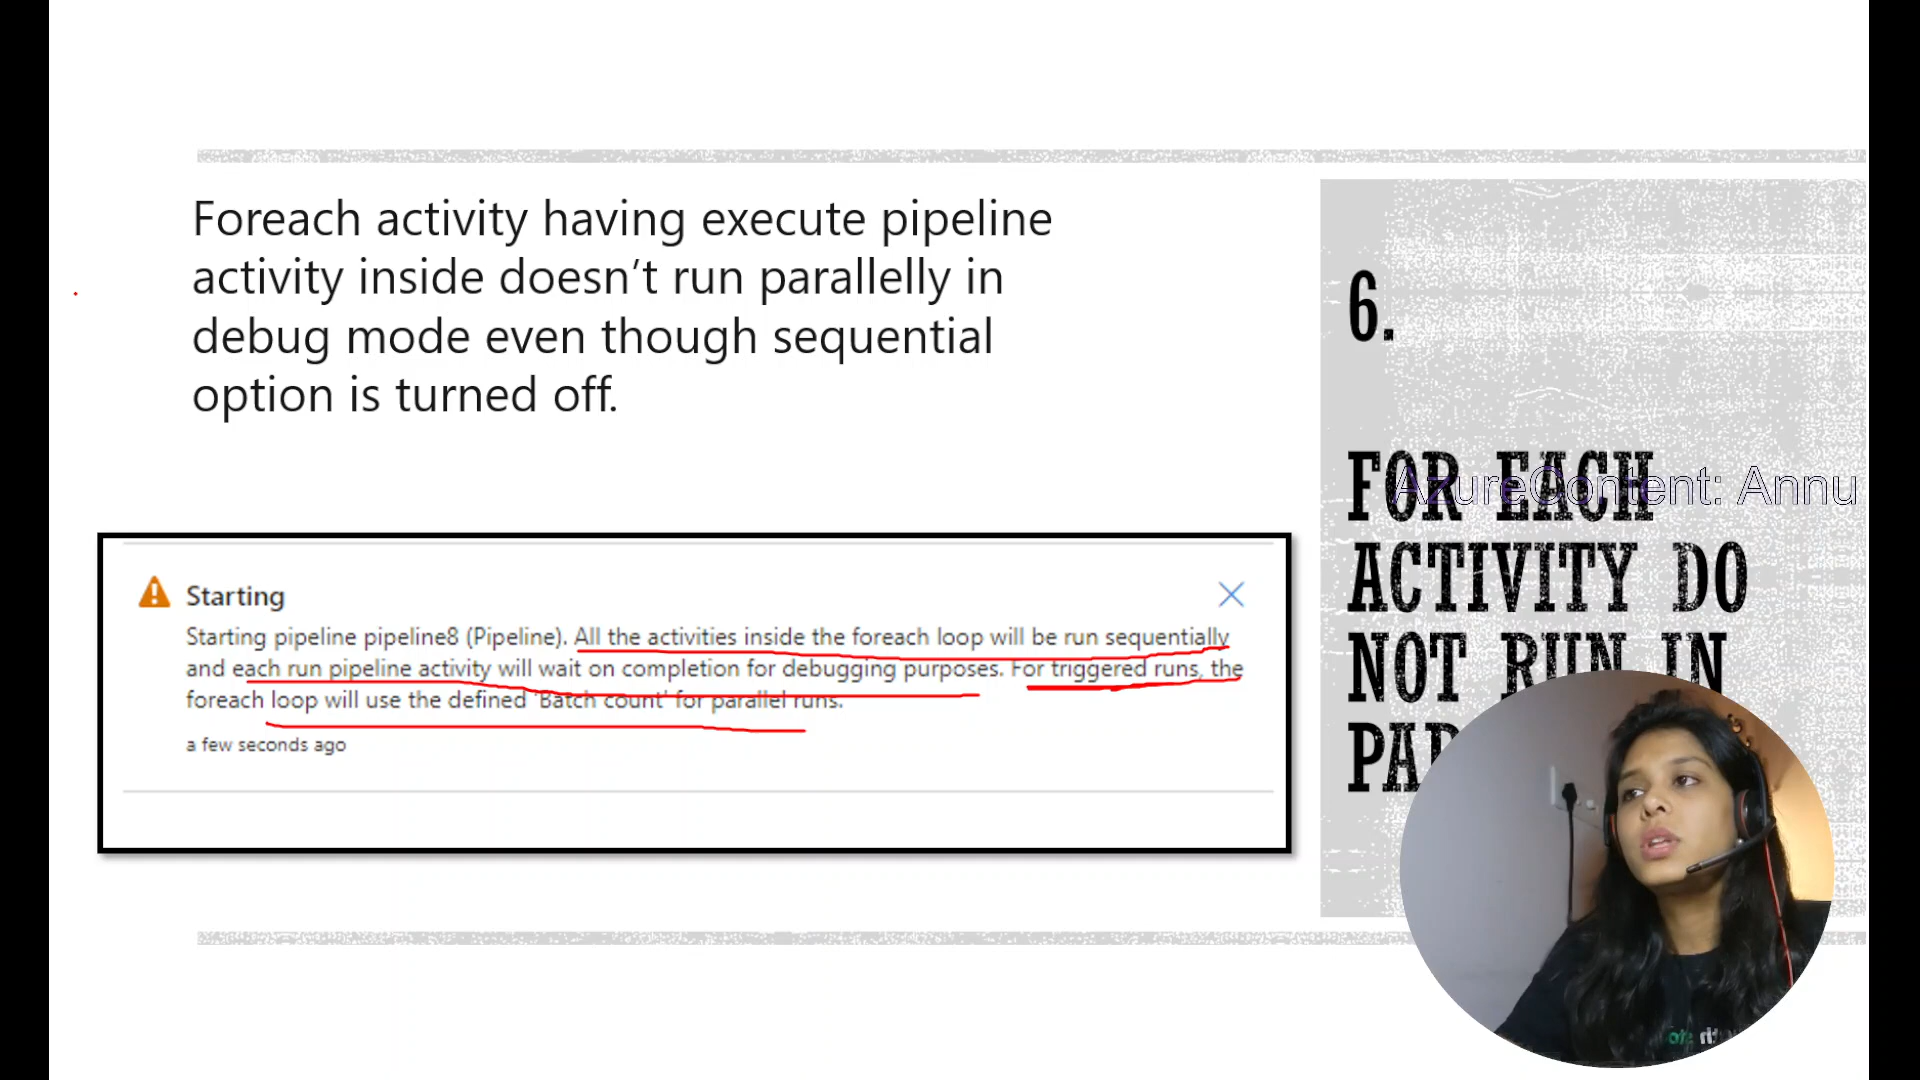 Foreach activity having execute pipeline
activity inside doesn’t run parallelly in
debug mode even though sequential
option is turned off.
Starting
Starting pipeline pipeline8 (Pipeline). All the activities inside the foreach loop will be run sequentially
and each run pipeline activity will wait on completion for debugging purposes. For triggered runs, the
foreach loop will use the defined 'Batch count' for parallel runs.
a few seconds ago
6.
FOR EACH
ACTIVITY DO
NOT RUN IN
AzureContent: Annu